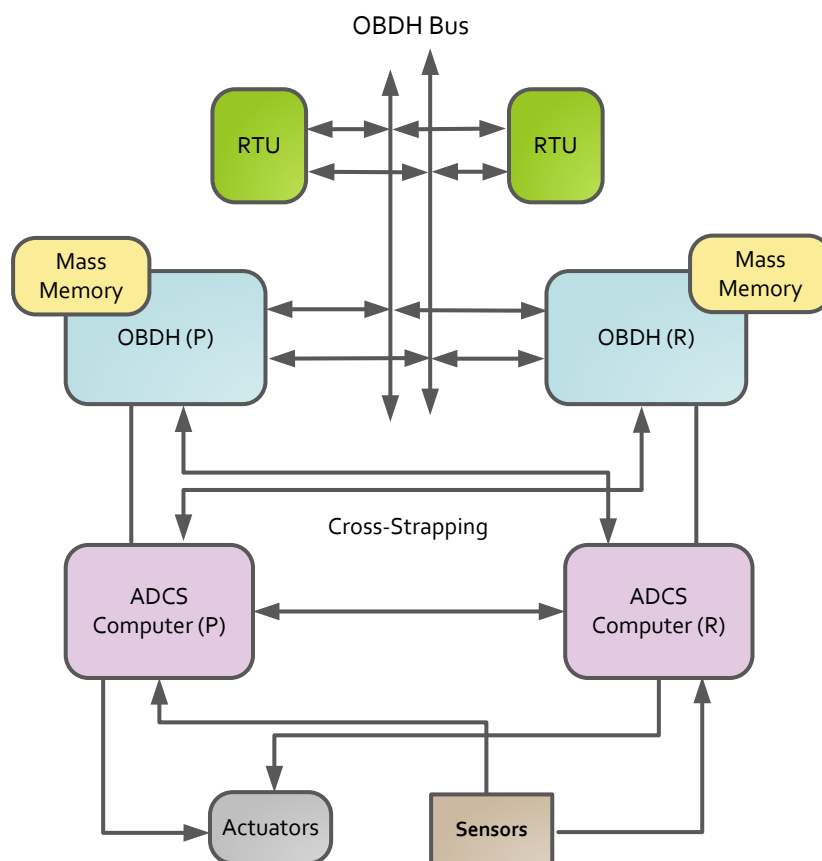 OBDH Bus
RTU
RTU
Mass
Memory
Mass
Memory
OBDH (P)
OBDH (R)
Cross-Strapping
ADCS
Computer (P)
ADCS
Computer (R)
Actuators
Sensors